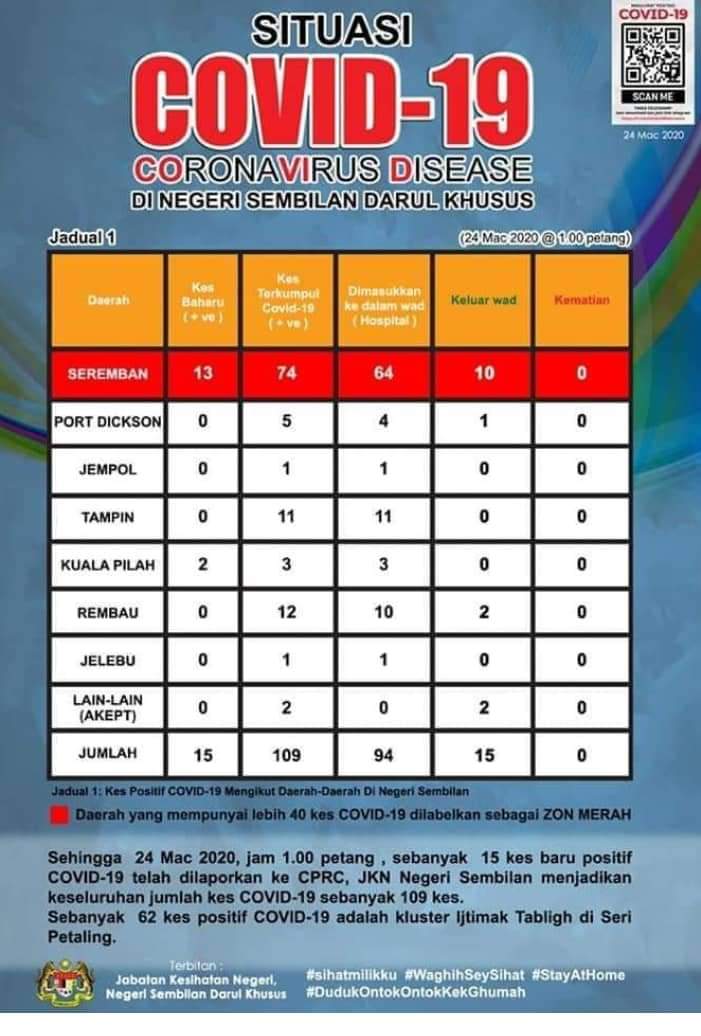 COVID-19
SCAN ME
24 Mac 2020
SITUASI
COVID-19
CORONAVIRUS DISEASE
DI NEGERI SEMBILAN DARUL KHUSUS
Jadual 1 (24 Mac 2020 @ 1.00 petang)
Daerah Kes Baharu ( + ve ) Kes Terkumpul Covid-19 ( + ve ) Dimasukkan ke dalam wad ( Hospital ) Keluar wad Kematian
SEREMBAN 13 74 64 10 0
PORT DICKSON 0 5 4 1 0
JEMPOL 0 1 1 0 0
TAMPIN 0 11 11 0 0
KUALA PILAH 2 3 3 0 0
REMBAU 0 12 10 2 0
JELEBU 0 1 1 0 0
LAIN-LAIN (AKEPT) 0 2 0 2 0
JUMLAH 15 109 94 15 0
Jadual 1: Kes Positif COVID-19 Mengikut Daerah-Daerah Di Negeri Sembilan
Daerah yang mempunyai lebih 40 kes COVID-19 dilabelkan sebagai ZON MERAH
Sehingga 24 Mac 2020, jam 1.00 petang , sebanyak 15 kes baru positif
COVID-19 telah dilaporkan ke CPRC, JKN Negeri Sembilan menjadikan
keseluruhan jumlah kes COVID-19 sebanyak 109 kes.
Sebanyak 62 kes positif COVID-19 adalah kluster Ijtimak Tabligh di Seri
Petaling.
Terbitan :
Jabatan Kesihatan Negeri,
Negeri Sembilan Darul Khusus
#sihatmilikku #WaghihSeySihat #StayAtHome
#DudukOntokOntokKekGhumah